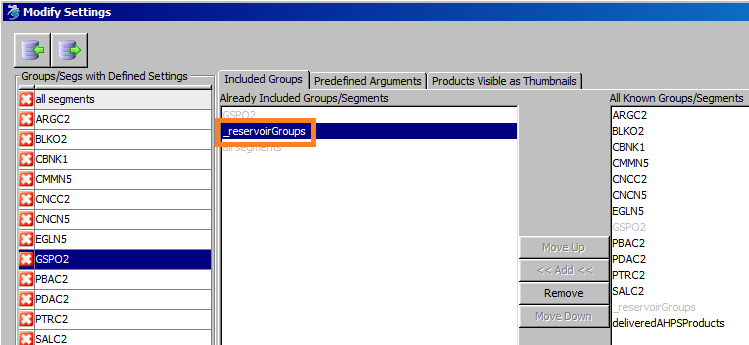 Modify Settings
Groups/Segs with Defined Settings
all segments
ARGC2
BLKO2
CBNK1
CMMN5
CNCC2
CNCN5
EGLN5
GSPO2
PBAC2
PDAC2
PTRC2
SALC2
Included Groups
Predefined Arguments
Products Visible as Thumbnails
Already Included Groups/Segments
GSPO2
_reservoirGroups
all segments
Move Up
<< Add <<
Remove
Move Down
All Known Groups/Segments
ARGC2
BLKO2
CBNK1
CMMN5
CNCC2
CNCN5
EGLN5
GSPO2
PBAC2
PDAC2
PTRC2
SALC2
_reservoirGroups
deliveredAHPSProducts